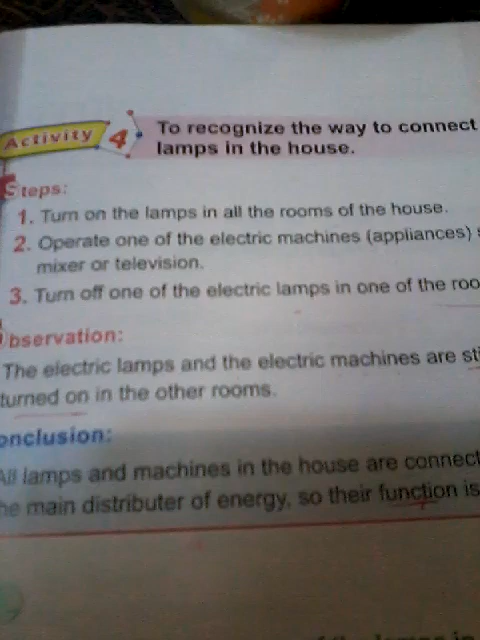 Activity 4
To recognize the way to connect
lamps in the house.
Steps:
1. Turn on the lamps in all the rooms of the house.
2. Operate one of the electric machines (appliances)
mixer or television.
3. Turn off one of the electric lamps in one of the roo
bservation:
The electric lamps and the electric machines are sti
turned on in the other rooms.
onclusion:
All lamps and machines in the house are connect
he main distributer of energy, so their function is